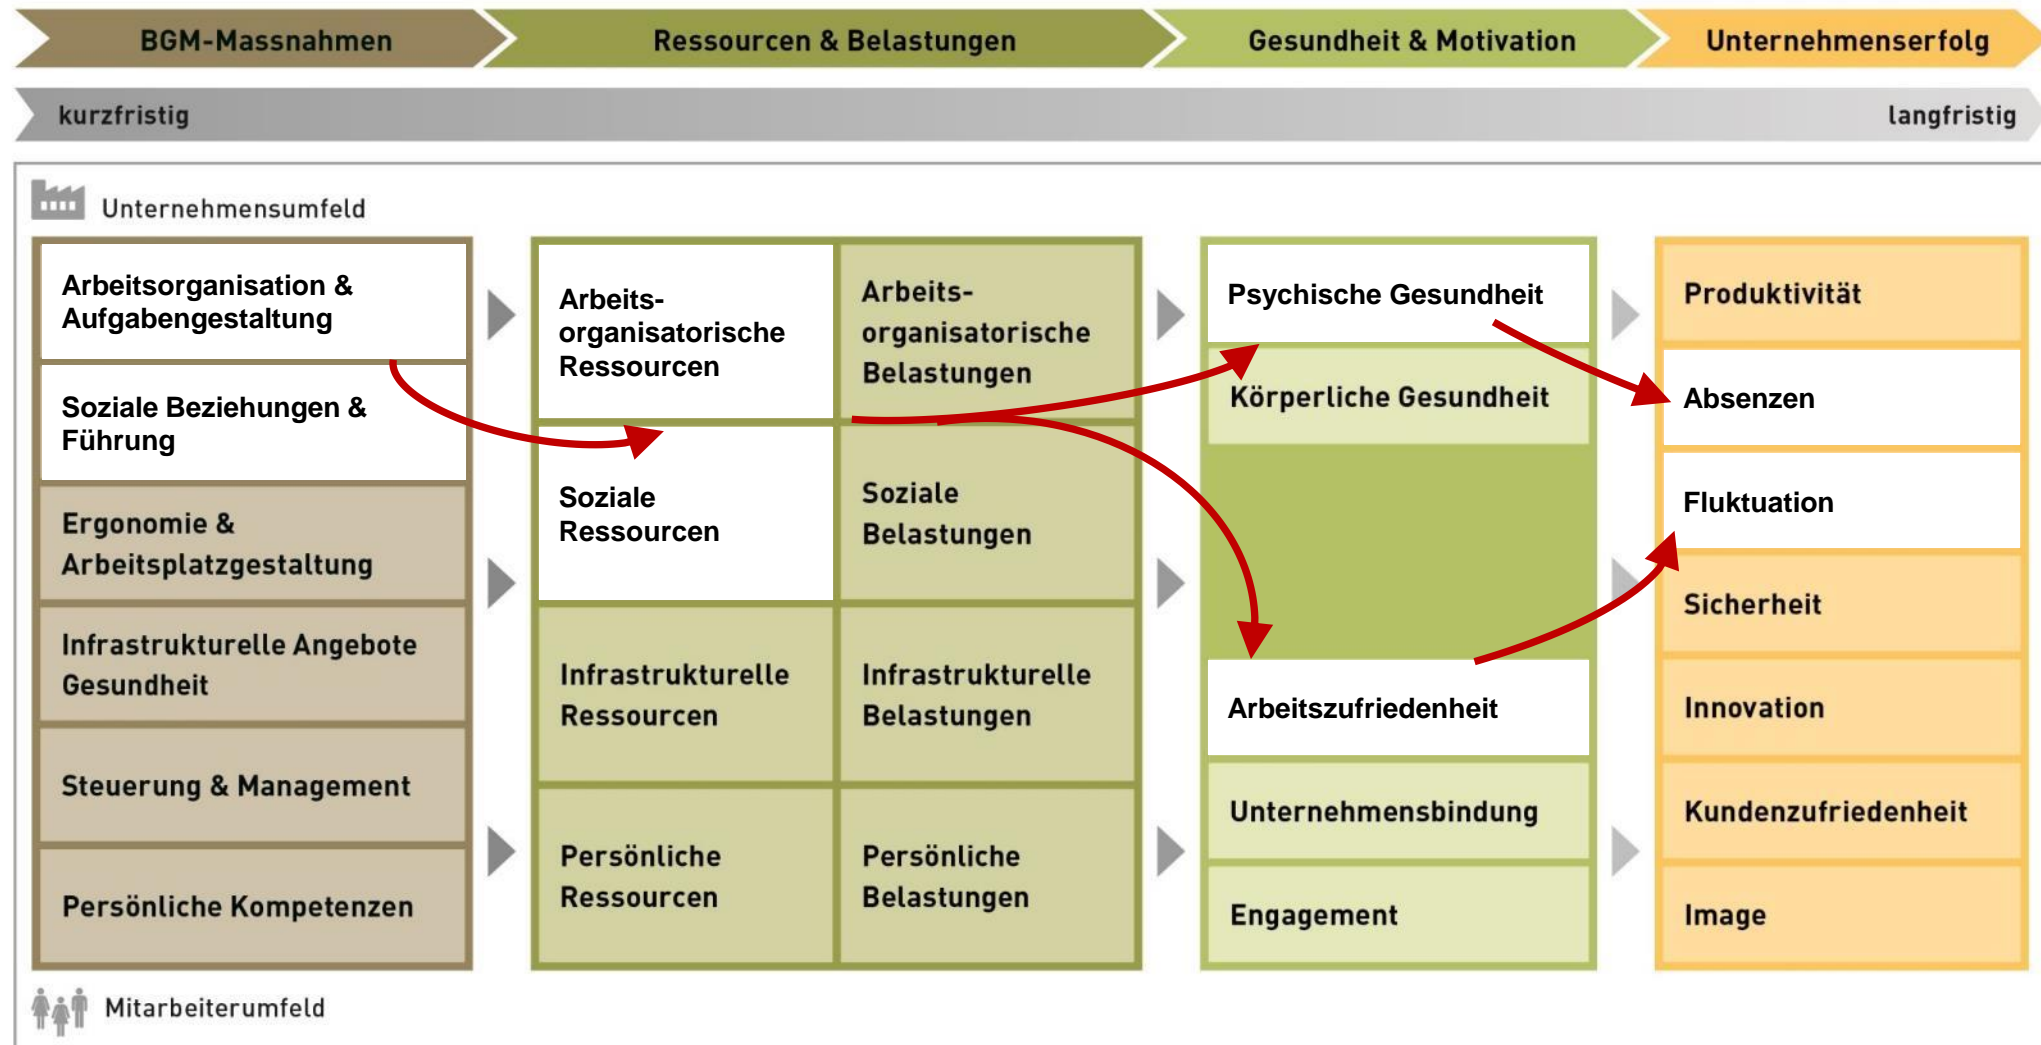 BGM-Massnahmen
Ressourcen & Belastungen
Gesundheit & Motivation
Unternehmenserfolg
kurzfristig
langfristig
Unternehmensumfeld
Arbeitsorganisation &
Aufgabengestaltung
Soziale Beziehungen &
Führung
Ergonomie &
Arbeitsplatzgestaltung
Infrastrukturelle Angebote
Gesundheit
Steuerung & Management
Persönliche Kompetenzen
Arbeits-
organisatorische
Ressourcen
Soziale
Ressourcen
Infrastrukturelle
Ressourcen
Persönliche
Ressourcen
Arbeits-
organisatorische
Belastungen
Soziale
Belastungen
Infrastrukturelle
Belastungen
Persönliche
Belastungen
Psychische Gesundheit
Körperliche Gesundheit
Arbeitszufriedenheit
Unternehmensbindung
Engagement
Produktivität
Absenzen
Fluktuation
Sicherheit
Innovation
Kundenzufriedenheit
Image
Mitarbeiterumfeld